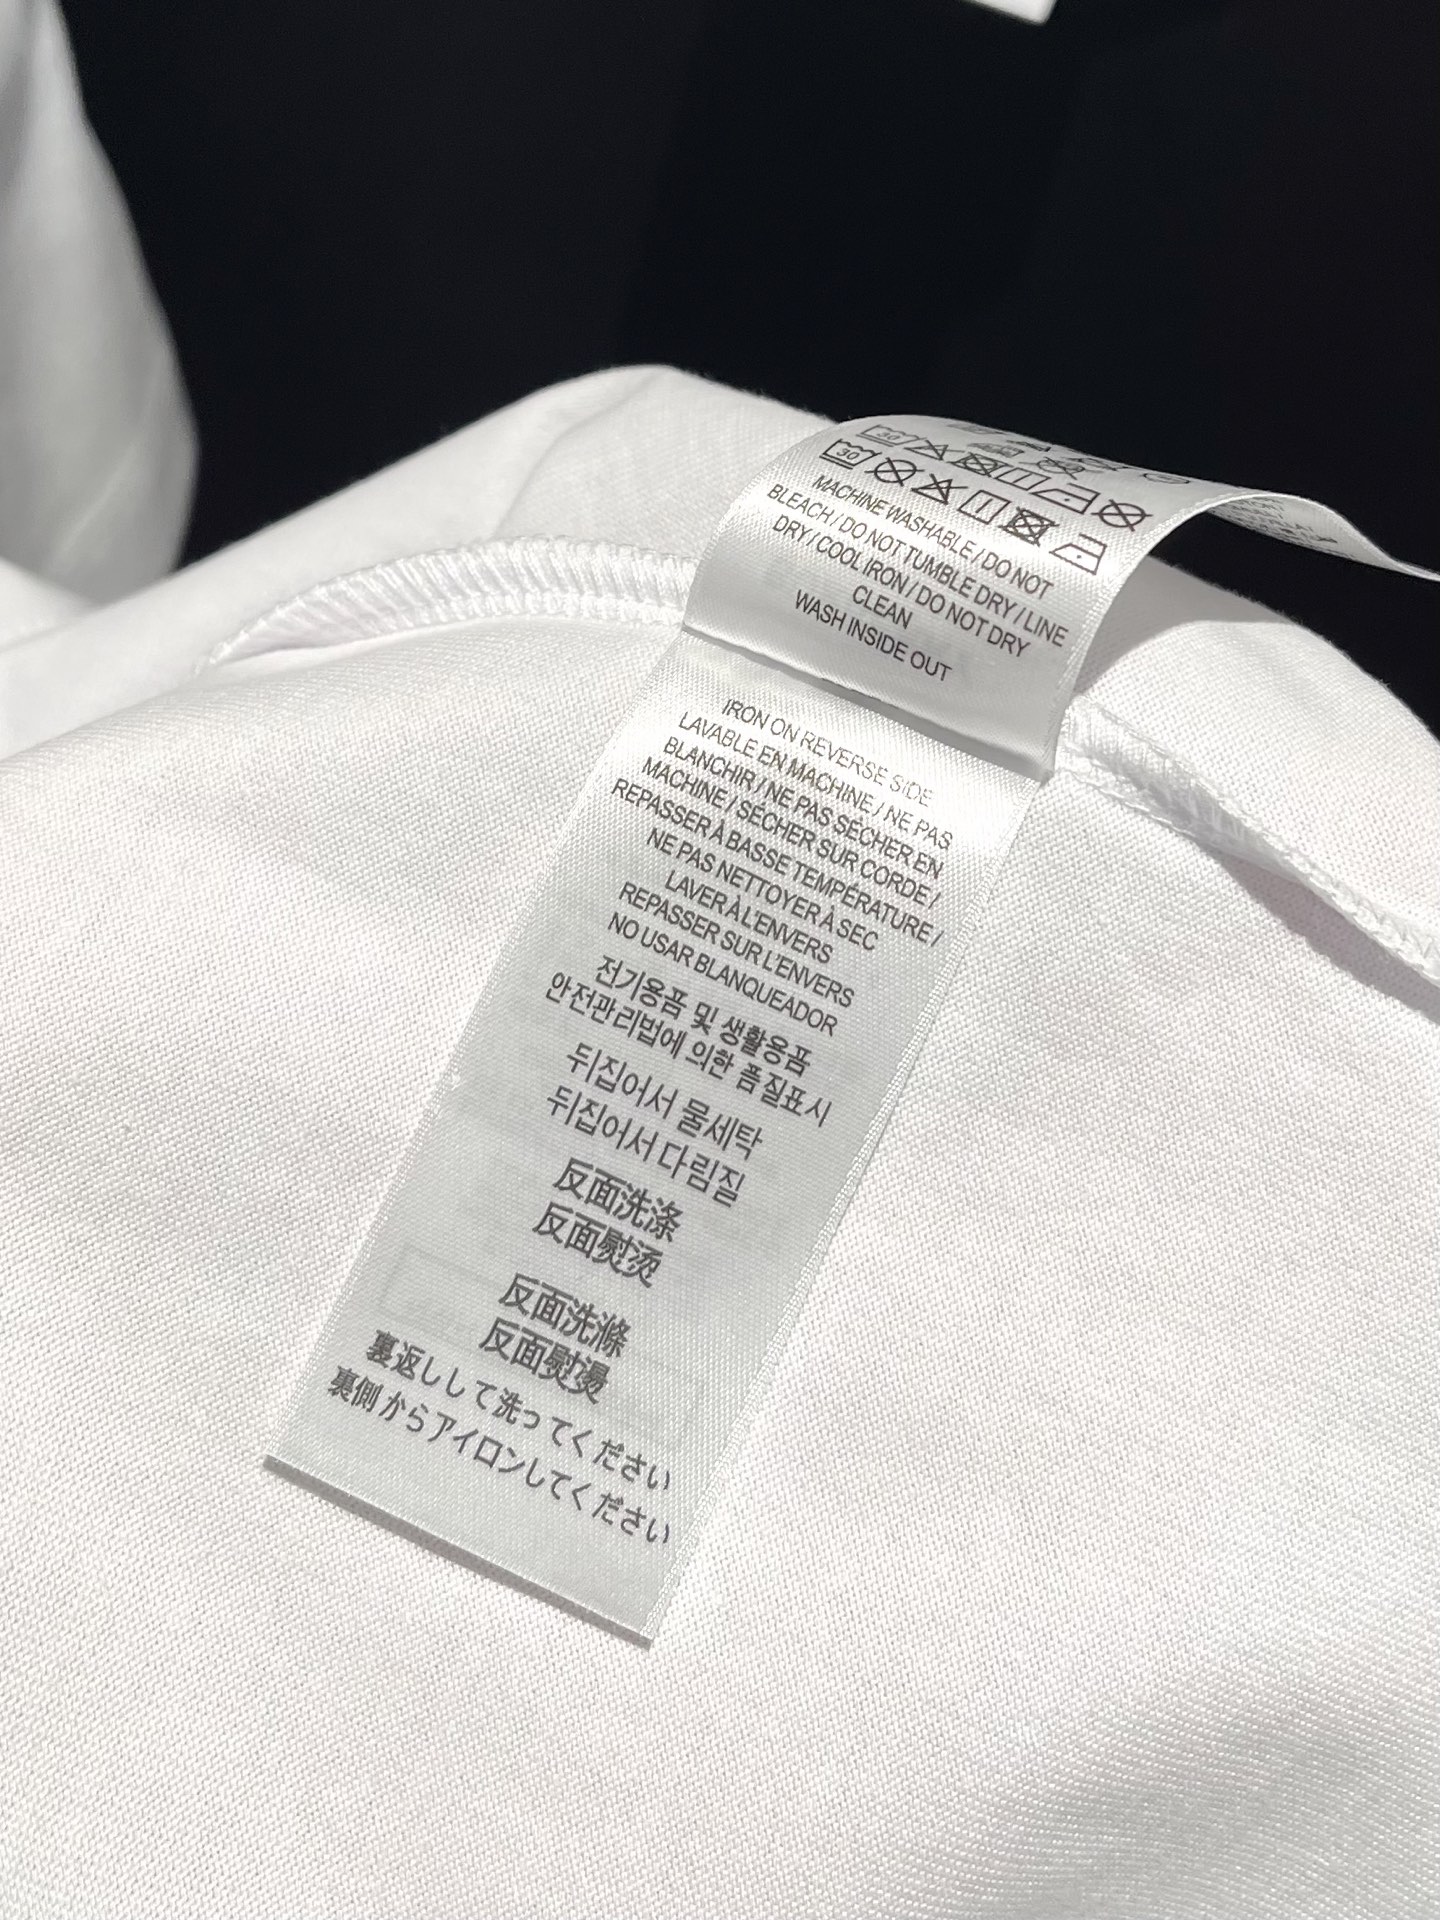 30
30
MACHINE WASHABLE / DO NOT
BLEACH / DO NOT TUMBLE DRY / LINE
DRY / COOL IRON / DO NOT DRY
CLEAN
WASH INSIDE OUT
IRON ON REVERSE SIDE
LAVABLE EN MACHINE / NE PAS
BLANCHIR / NE PAS SÉCHER EN
MACHINE / SÉCHER SUR CORDE /
REPASSER À BASSE TEMPÉRATURE /
NE PAS NETTOYER À SEC
LAVER À L'ENVERS
REPASSER SUR L'ENVERS
NO USAR BLANQUEADOR
전기용품 및 생활용품
안전관리법에 의한 품질표시
뒤집어서 물세탁
뒤집어서 다림질
反面洗涤
反面熨烫
反面洗滌
反面熨燙
裏返しして洗ってください
裏側からアイロンしてください